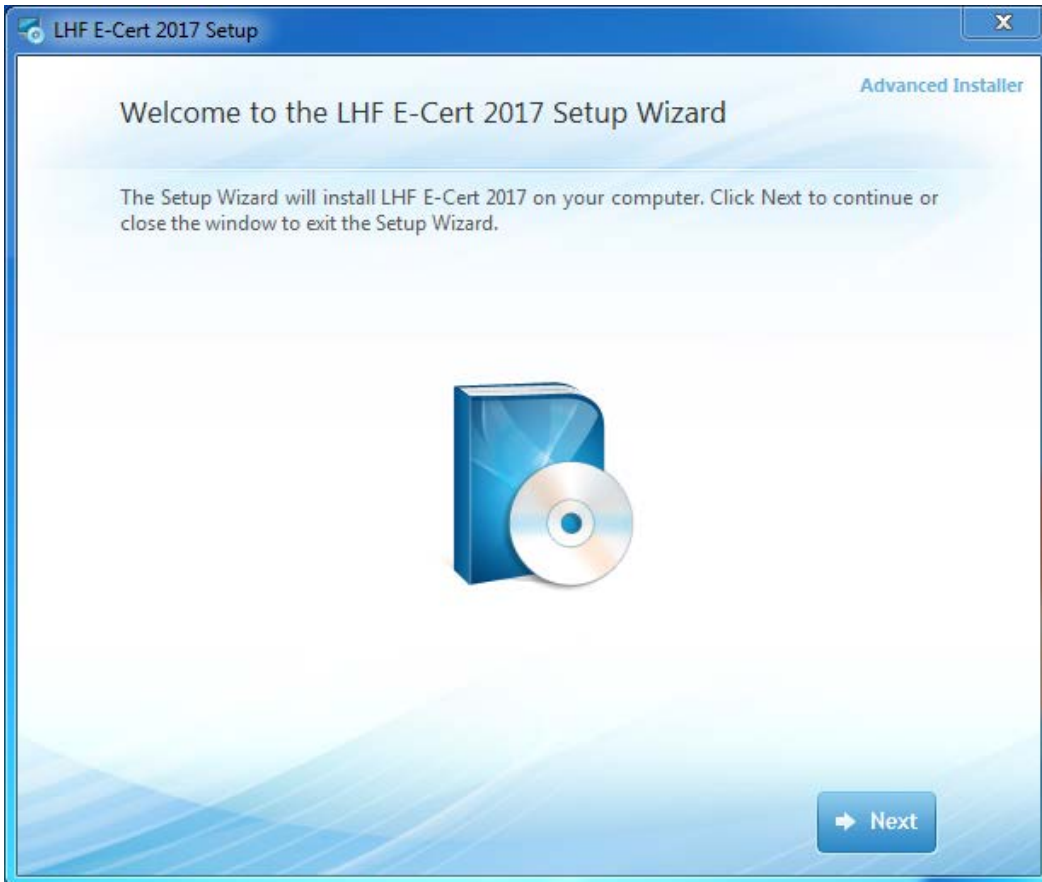 LHF E-Cert 2017 Setup
Advanced Installer
Welcome to the LHF E-Cert 2017 Setup Wizard
The Setup Wizard will install LHF E-Cert 2017 on your computer. Click Next to continue or
close the window to exit the Setup Wizard.
Next